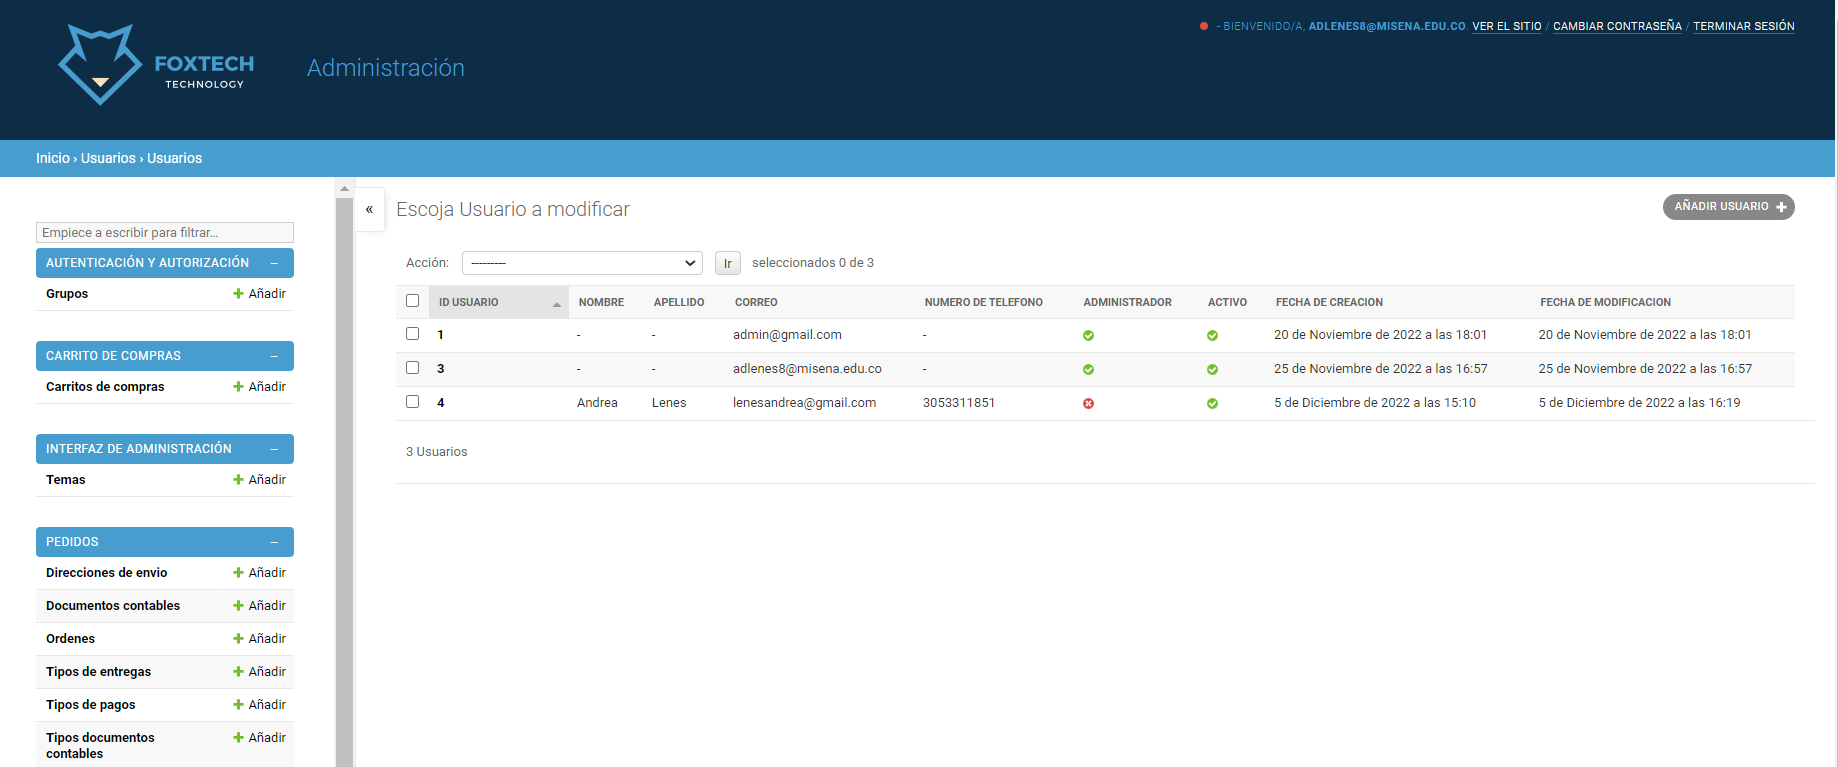 FOXTECH
TECHNOLOGY
Administración
- BIENVENIDO/A, ADLENES8@MISENA.EDU.CO. VER EL SITIO / CAMBIAR CONTRASEÑA / TERMINAR SESIÓN
Inicio › Usuarios › Usuarios
Empiece a escribir para filtrar...
AUTENTICACIÓN Y AUTORIZACIÓN –
Grupos + Añadir
CARRITO DE COMPRAS –
Carritos de compras + Añadir
INTERFAZ DE ADMINISTRACIÓN –
Temas + Añadir
PEDIDOS –
Direcciones de envio + Añadir
Documentos contables + Añadir
Ordenes + Añadir
Tipos de entregas + Añadir
Tipos de pagos + Añadir
Tipos documentos + Añadir
contables
«
Escoja Usuario a modificar
AÑADIR USUARIO +
Acción: --------- Ir seleccionados 0 de 3
ID USUARIO NOMBRE APELLIDO CORREO NUMERO DE TELEFONO ADMINISTRADOR ACTIVO FECHA DE CREACION FECHA DE MODIFICACION
1 - - admin@gmail.com - 20 de Noviembre de 2022 a las 18:01 20 de Noviembre de 2022 a las 18:01
3 - - adlenes8@misena.edu.co - 25 de Noviembre de 2022 a las 16:57 25 de Noviembre de 2022 a las 16:57
4 Andrea Lenes lenesandrea@gmail.com 3053311851 5 de Diciembre de 2022 a las 15:10 5 de Diciembre de 2022 a las 16:19
3 Usuarios